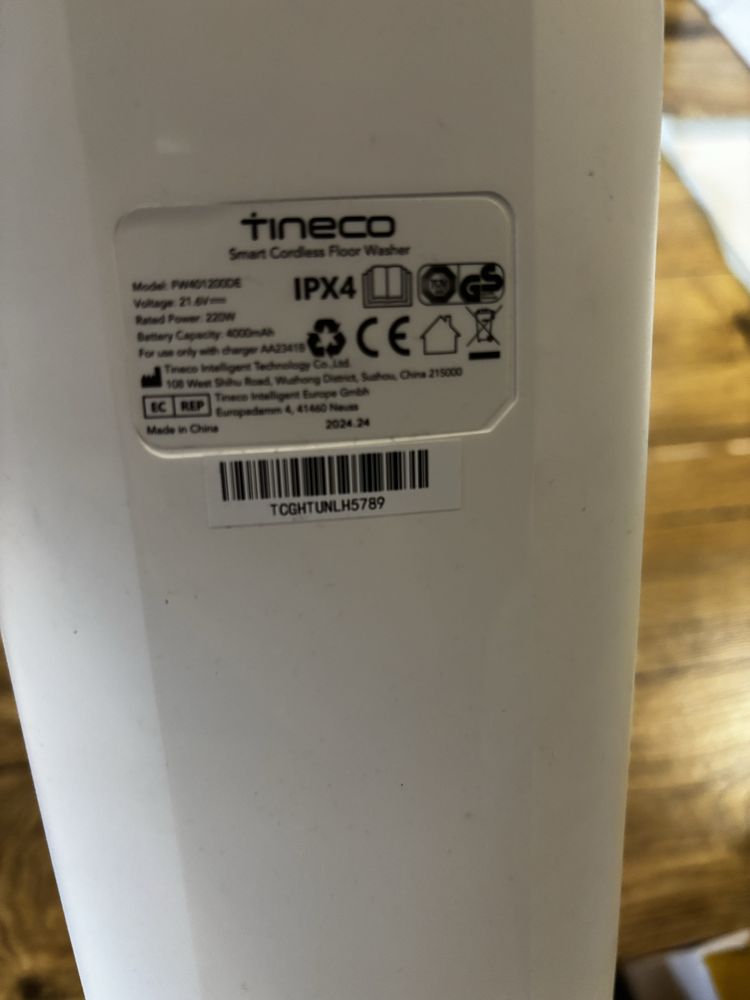 Tineco
Smart Cordless Floor Washer
Model: FW401200DE
Voltage: 21.6V⎓
Rated Power: 220W
Battery Capacity: 4000mAh
For use only with charger AA2341B
IPX4
GS
CE
Tineco Intelligent Technology Co., Ltd.
108 West Shihu Road, Wuzhong District, Suzhou, China 215000
EC REP
Tineco Intelligent Europe GmbH
Europadamm 4, 41460 Neuss
Made in China
2024.24
TCGHTUNLH5789